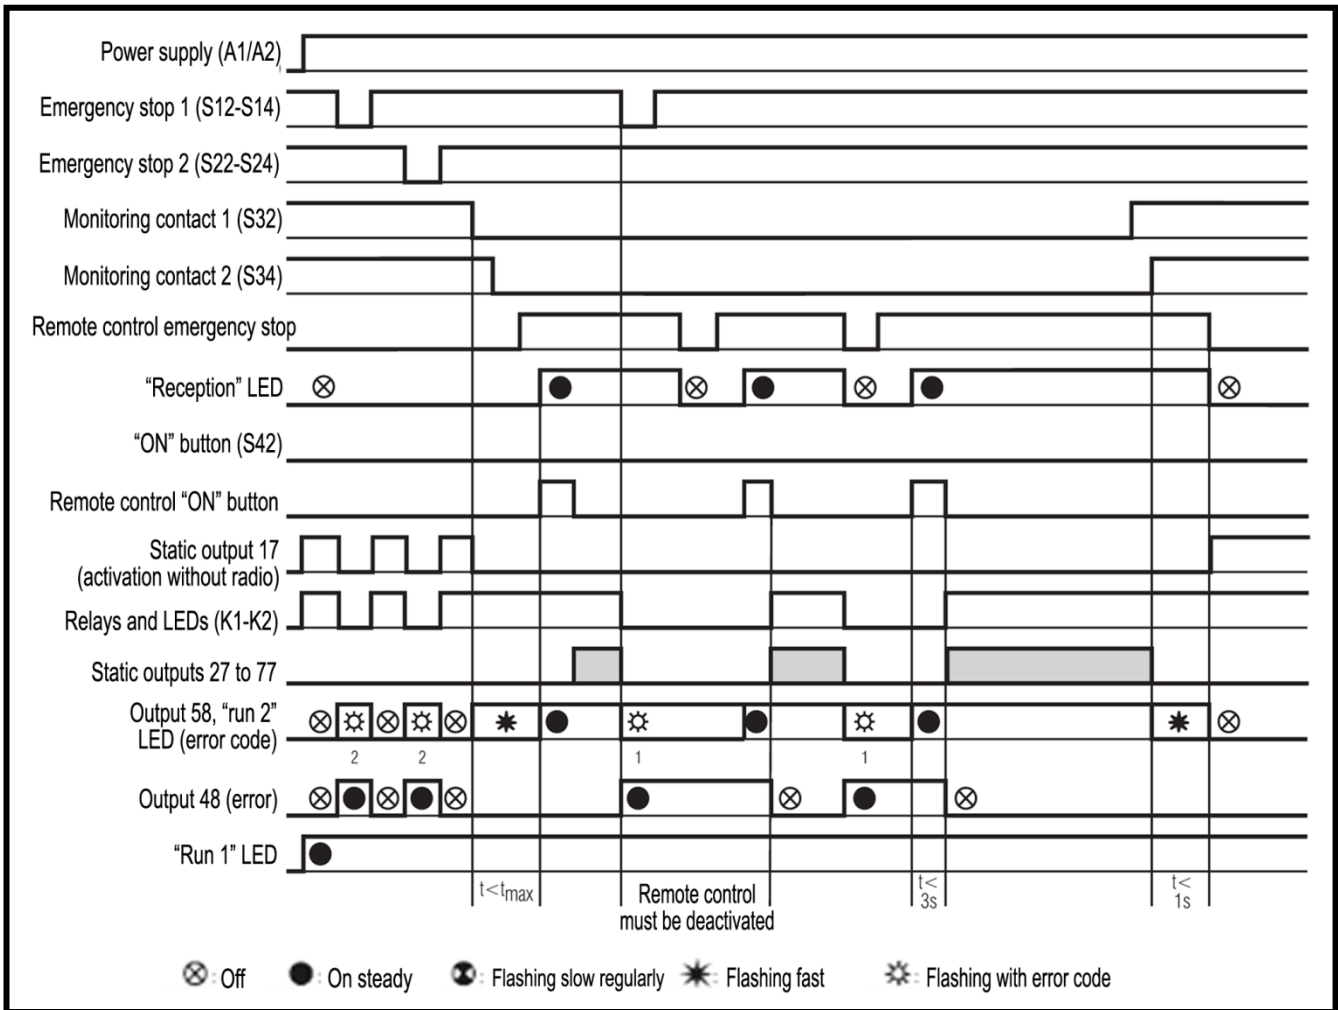 Power supply (A1/A2)
Emergency stop 1 (S12-S14)
Emergency stop 2 (S22-S24)
Monitoring contact 1 (S32)
Monitoring contact 2 (S34)
Remote control emergency stop
“Reception” LED
“ON” button (S42)
Remote control “ON” button
Static output 17
(activation without radio)
Relays and LEDs (K1-K2)
Static outputs 27 to 77
Output 58, “run 2”
LED (error code)
2 2 1 1
Output 48 (error)
“Run 1” LED
t<tmax
Remote control
must be deactivated
t<
3s
t<
1s
: Off
: On steady
: Flashing slow regularly
: Flashing fast
: Flashing with error code